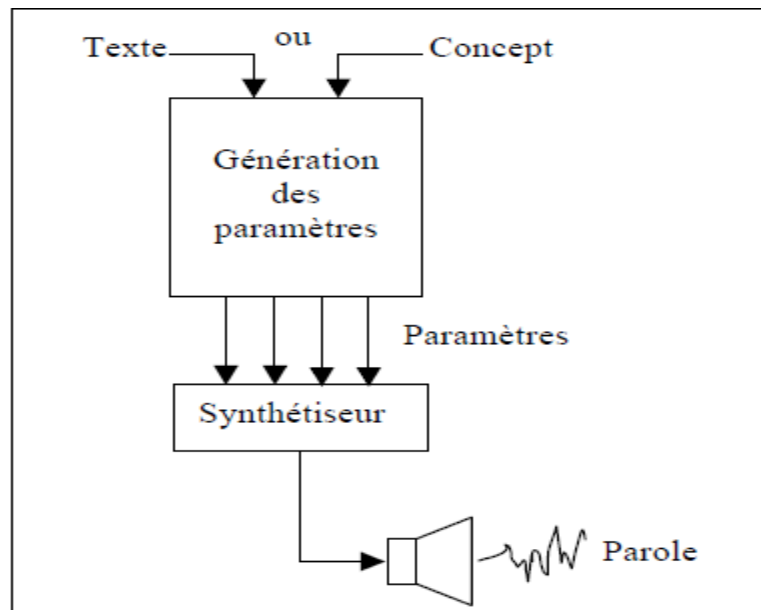 Texte ou Concept
Génération
des
paramètres
Paramètres
Synthétiseur
Parole